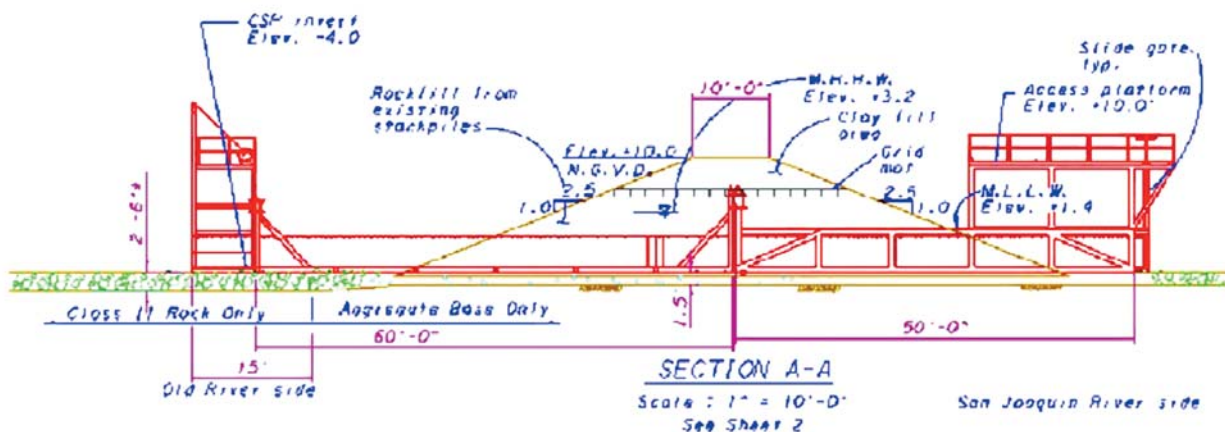 CSP invert
Elev. -4.0
Rockfill from
existing
stockpiles
10'-0"
M.H.H.W.
Elev. +3.2
Clay fill
area
Grid
mat
Slide gate,
typ.
Access platform
Elev. +10.0'
Elev. +10.0
N.G.V.D.
2.5
1.0
2.5
1.0
M.L.L.W.
Elev. +1.4
1.5
Class II Rock Only
Aggregate Base Only
60'-0"
50'-0"
15'
Old River side
SECTION A-A
Scale : 1" = 10'-0"
See Sheet 2
San Joaquin River side